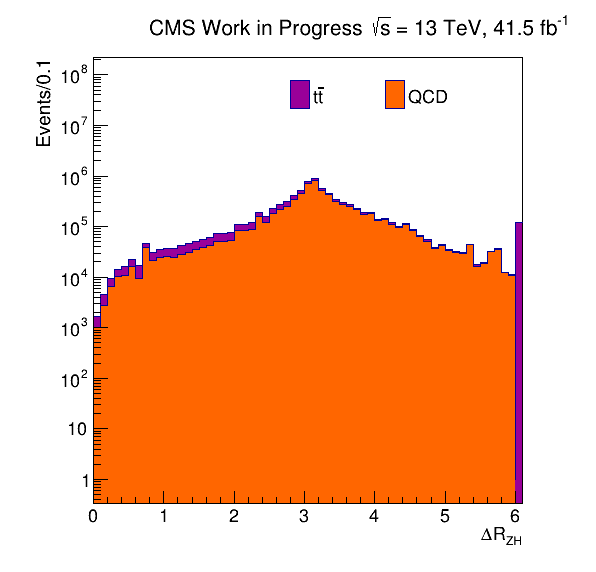 CMS Work in Progress √s = 13 TeV, 41.5 fb⁻¹
Events/0.1
tt̄
QCD
10⁸
10⁷
10⁶
10⁵
10⁴
10³
10²
10
1
0 1 2 3 4 5 6
ΔR_ZH